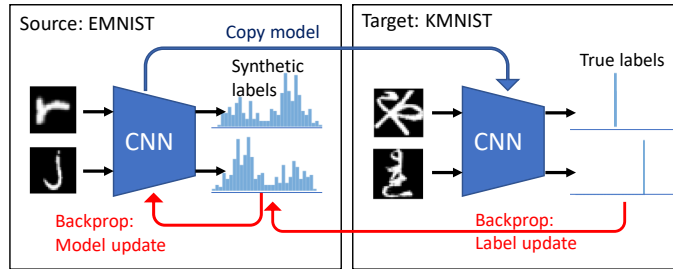 Source: EMNIST
Target: KMNIST
Copy model
Synthetic
labels
True labels
CNN
CNN
Backprop:
Model update
Backprop:
Label update